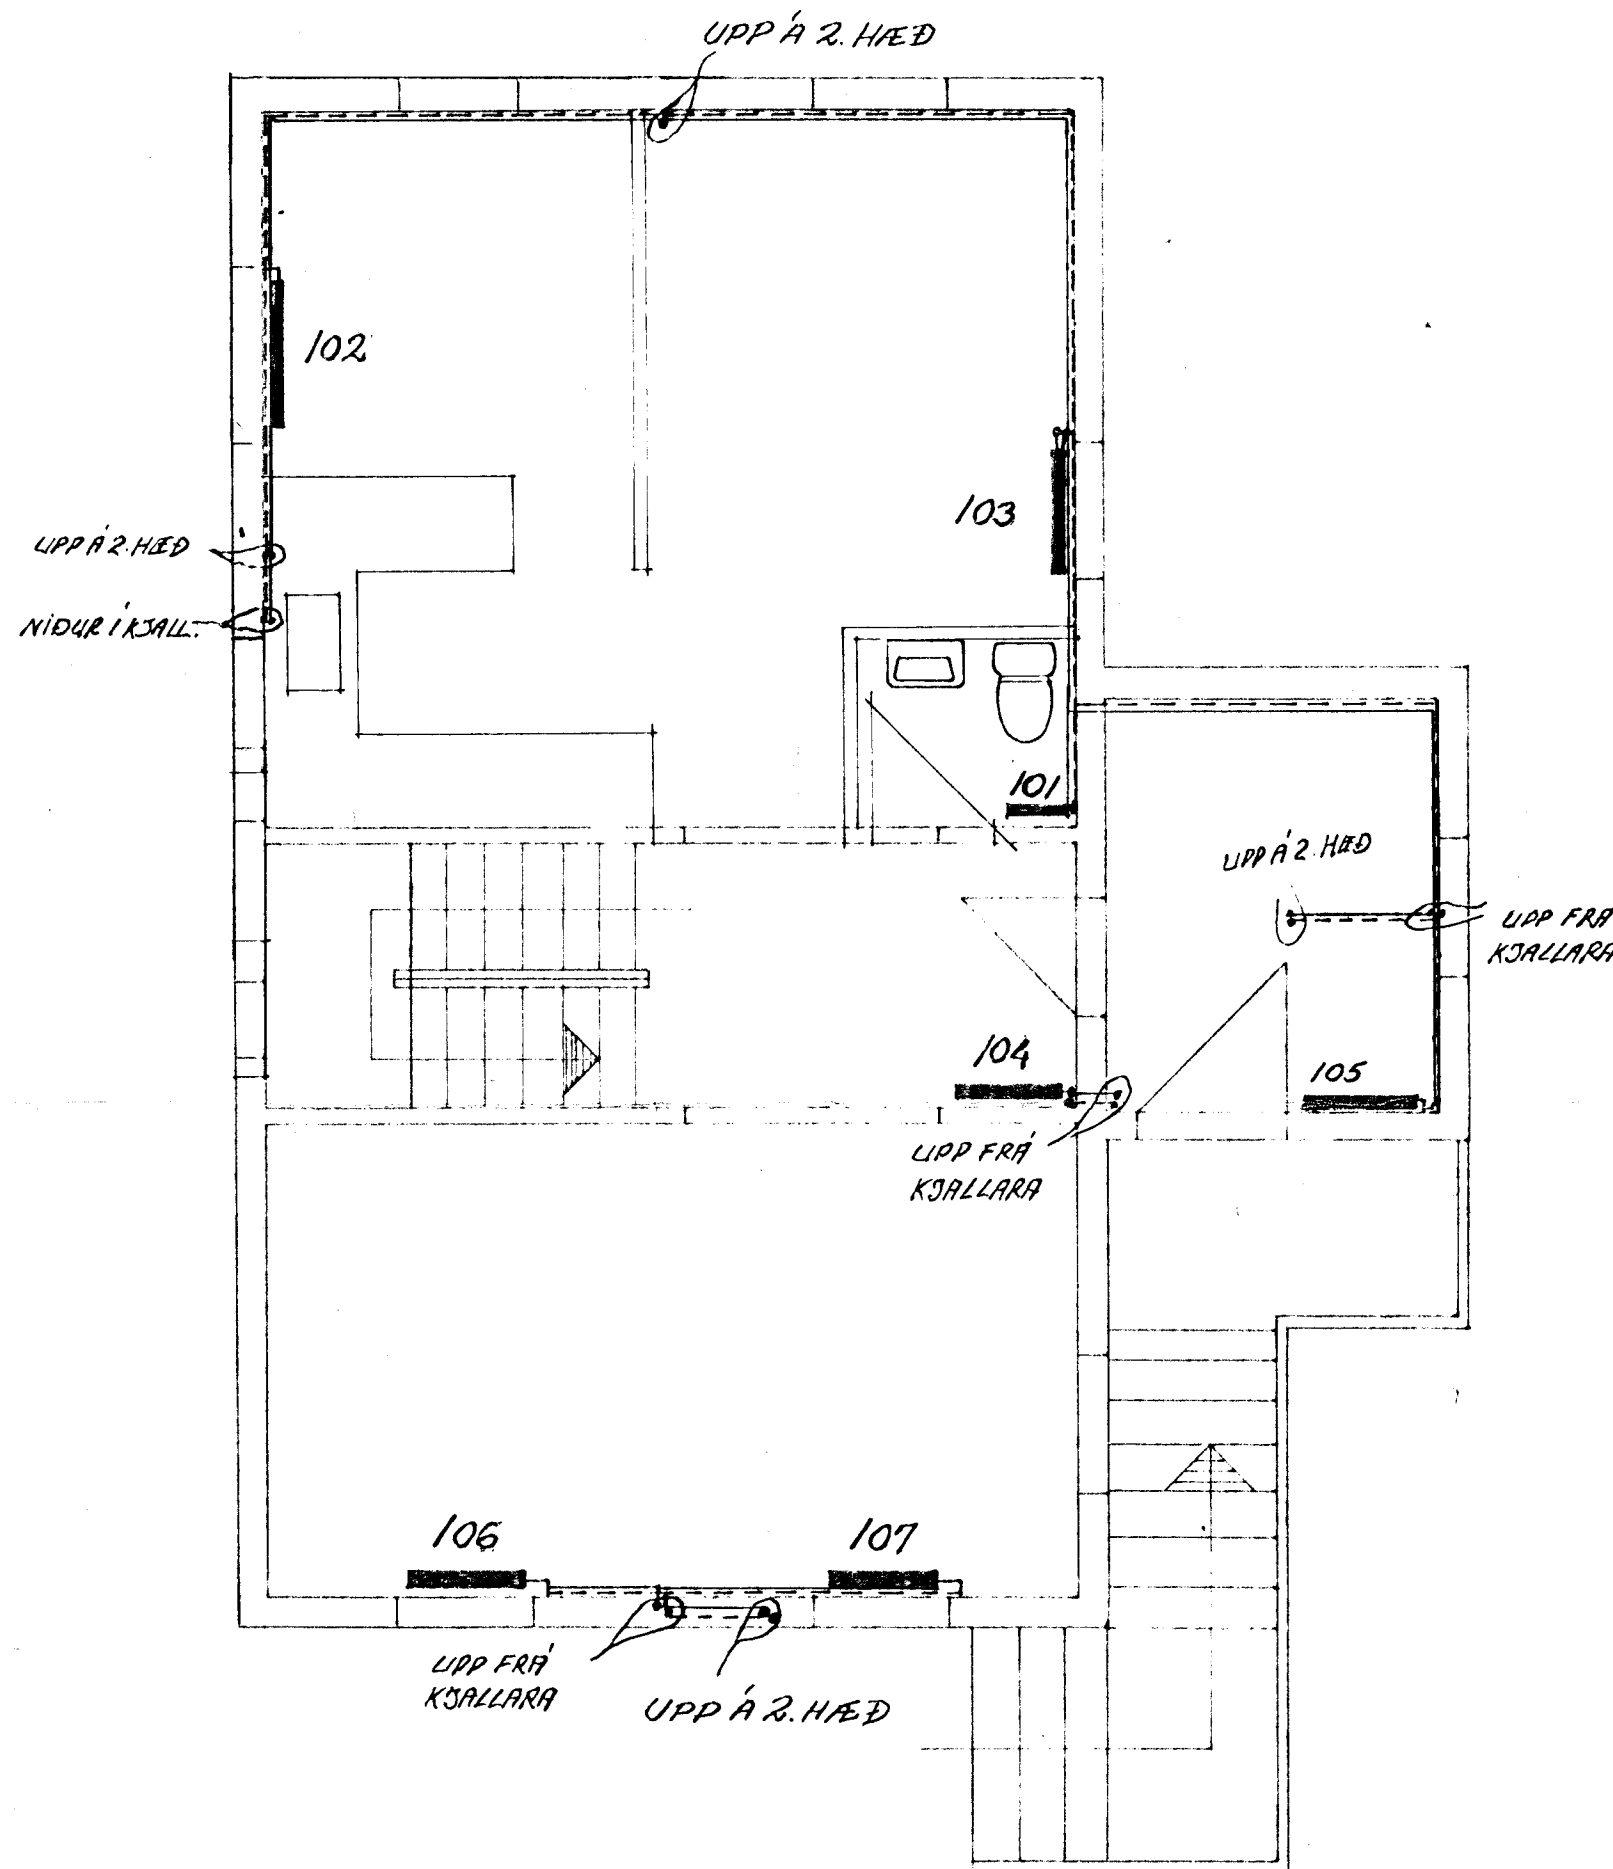 UPP Á 2. HÆÐ
102
103
UPP Á 2. HÆÐ
NIÐUR Í KJALL.
101
UPP Á 2. HÆÐ
UPP FRÁ
KJALLARA
104
105
UPP FRÁ
KJALLARA
106
107
UPP FRÁ
KJALLARA
UPP Á 2. HÆÐ